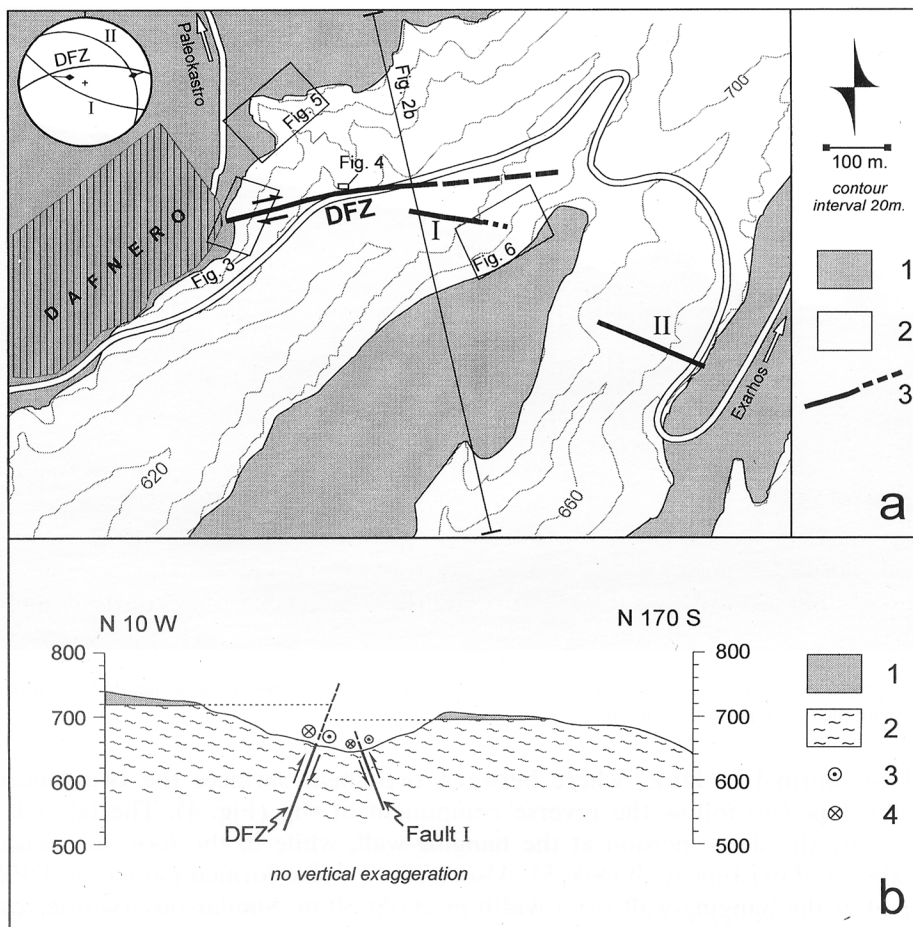 II
DFZ
I
Paleokastro
Fig. 5
Fig. 2b
700
Fig. 4
DFZ
I
DAFNERO
Fig. 3
Fig. 6
II
Exarhos
620
660
100 m.
contour
interval 20m.
1
2
3
a
N 10 W
N 170 S
800
800
700
700
600
600
500
500
DFZ
Fault I
no vertical exaggeration
1
2
3
4
b